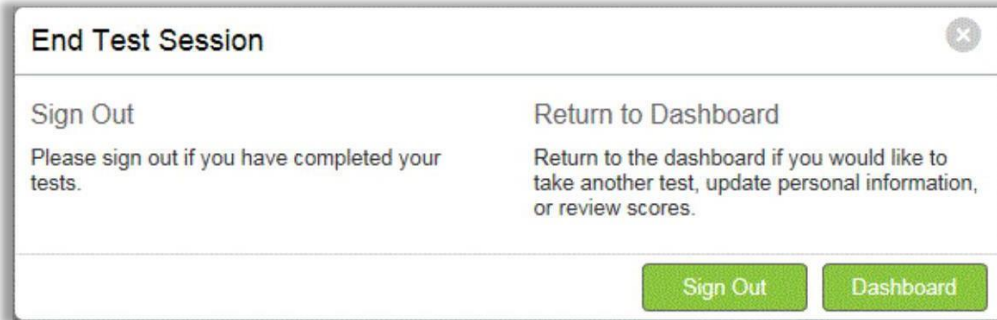 End Test Session
Sign Out
Please sign out if you have completed your
tests.
Return to Dashboard
Return to the dashboard if you would like to
take another test, update personal information,
or review scores.
Sign Out
Dashboard